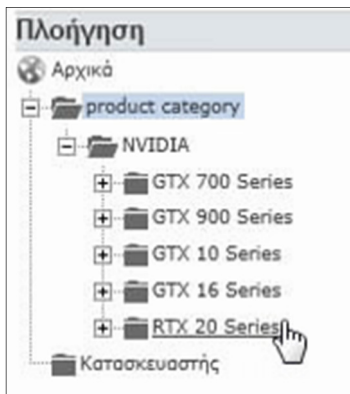 Πλοήγηση
Αρχικά
product category
NVIDIA
GTX 700 Series
GTX 900 Series
GTX 10 Series
GTX 16 Series
RTX 20 Series
Κατασκευαστής